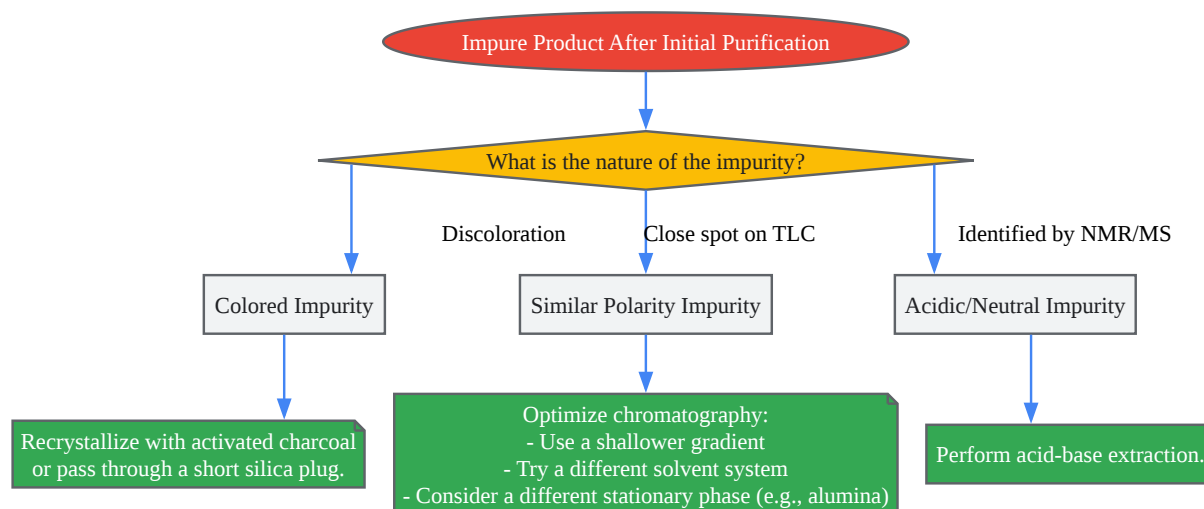 Impure Product After Initial Purification
What is the nature of the impurity?
Discoloration
Close spot on TLC
Identified by NMR/MS
Colored Impurity
Similar Polarity Impurity
Acidic/Neutral Impurity
Recrystallize with activated charcoal
or pass through a short silica plug.
Optimize chromatography:
- Use a shallower gradient
- Try a different solvent system
- Consider a different stationary phase (e.g., alumina)
Perform acid-base extraction.